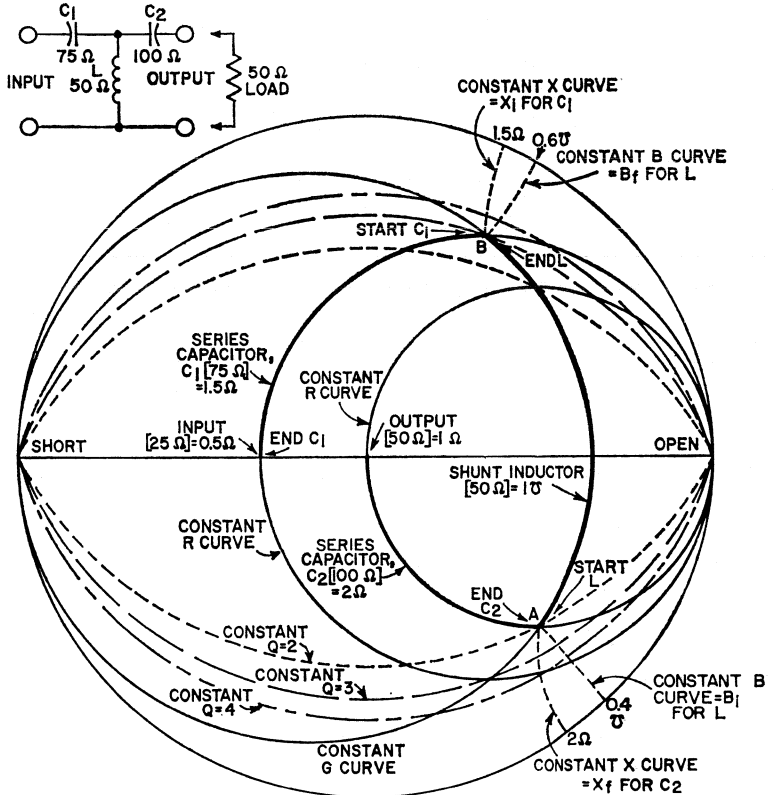 C1
C2
75 Ω
100 Ω
INPUT
L
50 Ω
OUTPUT
50 Ω
LOAD
CONSTANT X CURVE
=Xi FOR C1
1.5Ω
0.6℧
CONSTANT B CURVE
=Bf FOR L
START C1
B
END L
SERIES
CAPACITOR,
C1 [75 Ω]
=1.5Ω
CONSTANT
R CURVE
INPUT
[25 Ω]=0.5Ω
END C1
OUTPUT
[50 Ω]=1 Ω
SHORT
OPEN
SHUNT INDUCTOR
[50 Ω]=1℧
CONSTANT
R CURVE
SERIES
CAPACITOR,
C2 [100 Ω]
=2Ω
START
L
END
C2
A
CONSTANT
Q=2
CONSTANT
Q=3
CONSTANT
Q=4
CONSTANT
G CURVE
CONSTANT B
CURVE=Bi
FOR L
0.4
℧
2Ω
CONSTANT X CURVE
=Xf FOR C2